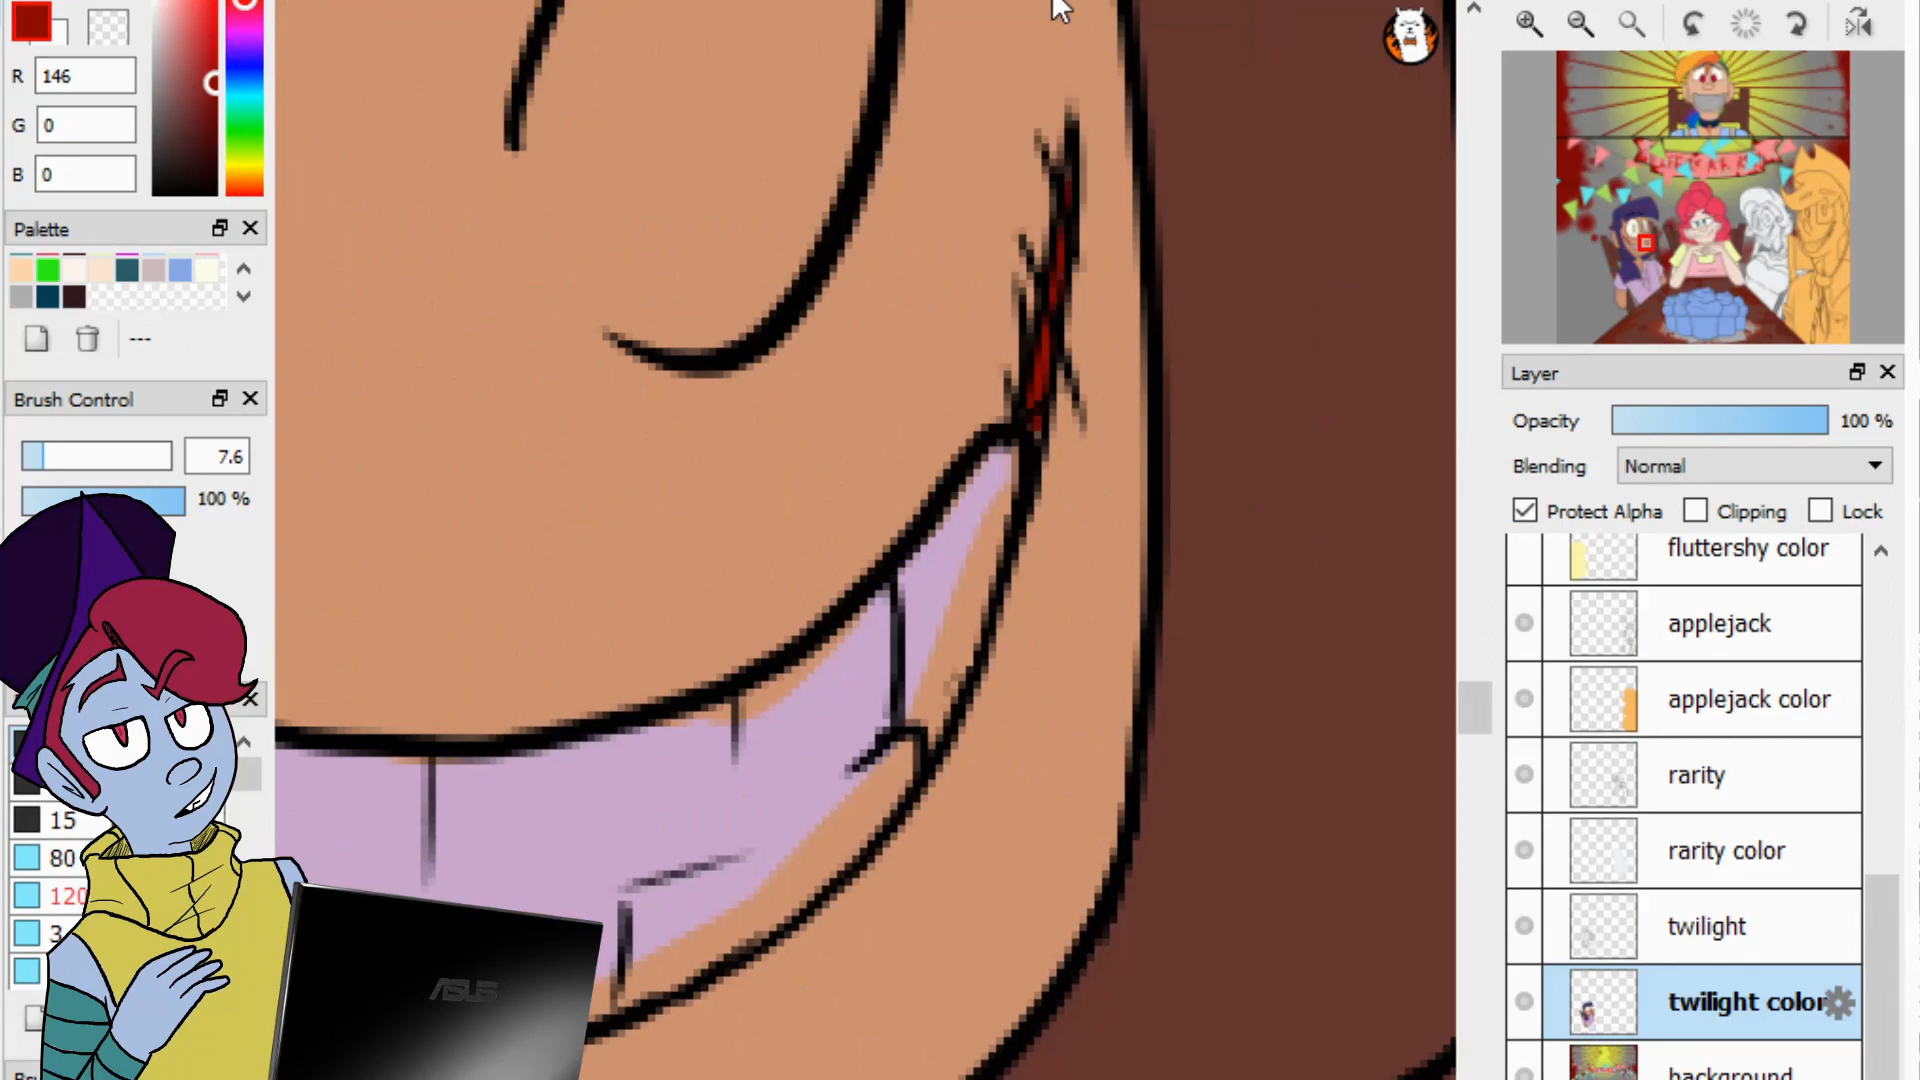 R 146
G 0
B 0
Palette
---
Brush Control
7.6
100 %
15
80
120
3
ASUS
Layer
Opacity 100 %
Blending Normal
Protect Alpha Clipping Lock
fluttershy color
applejack
applejack color
rarity
rarity color
twilight
twilight color
background